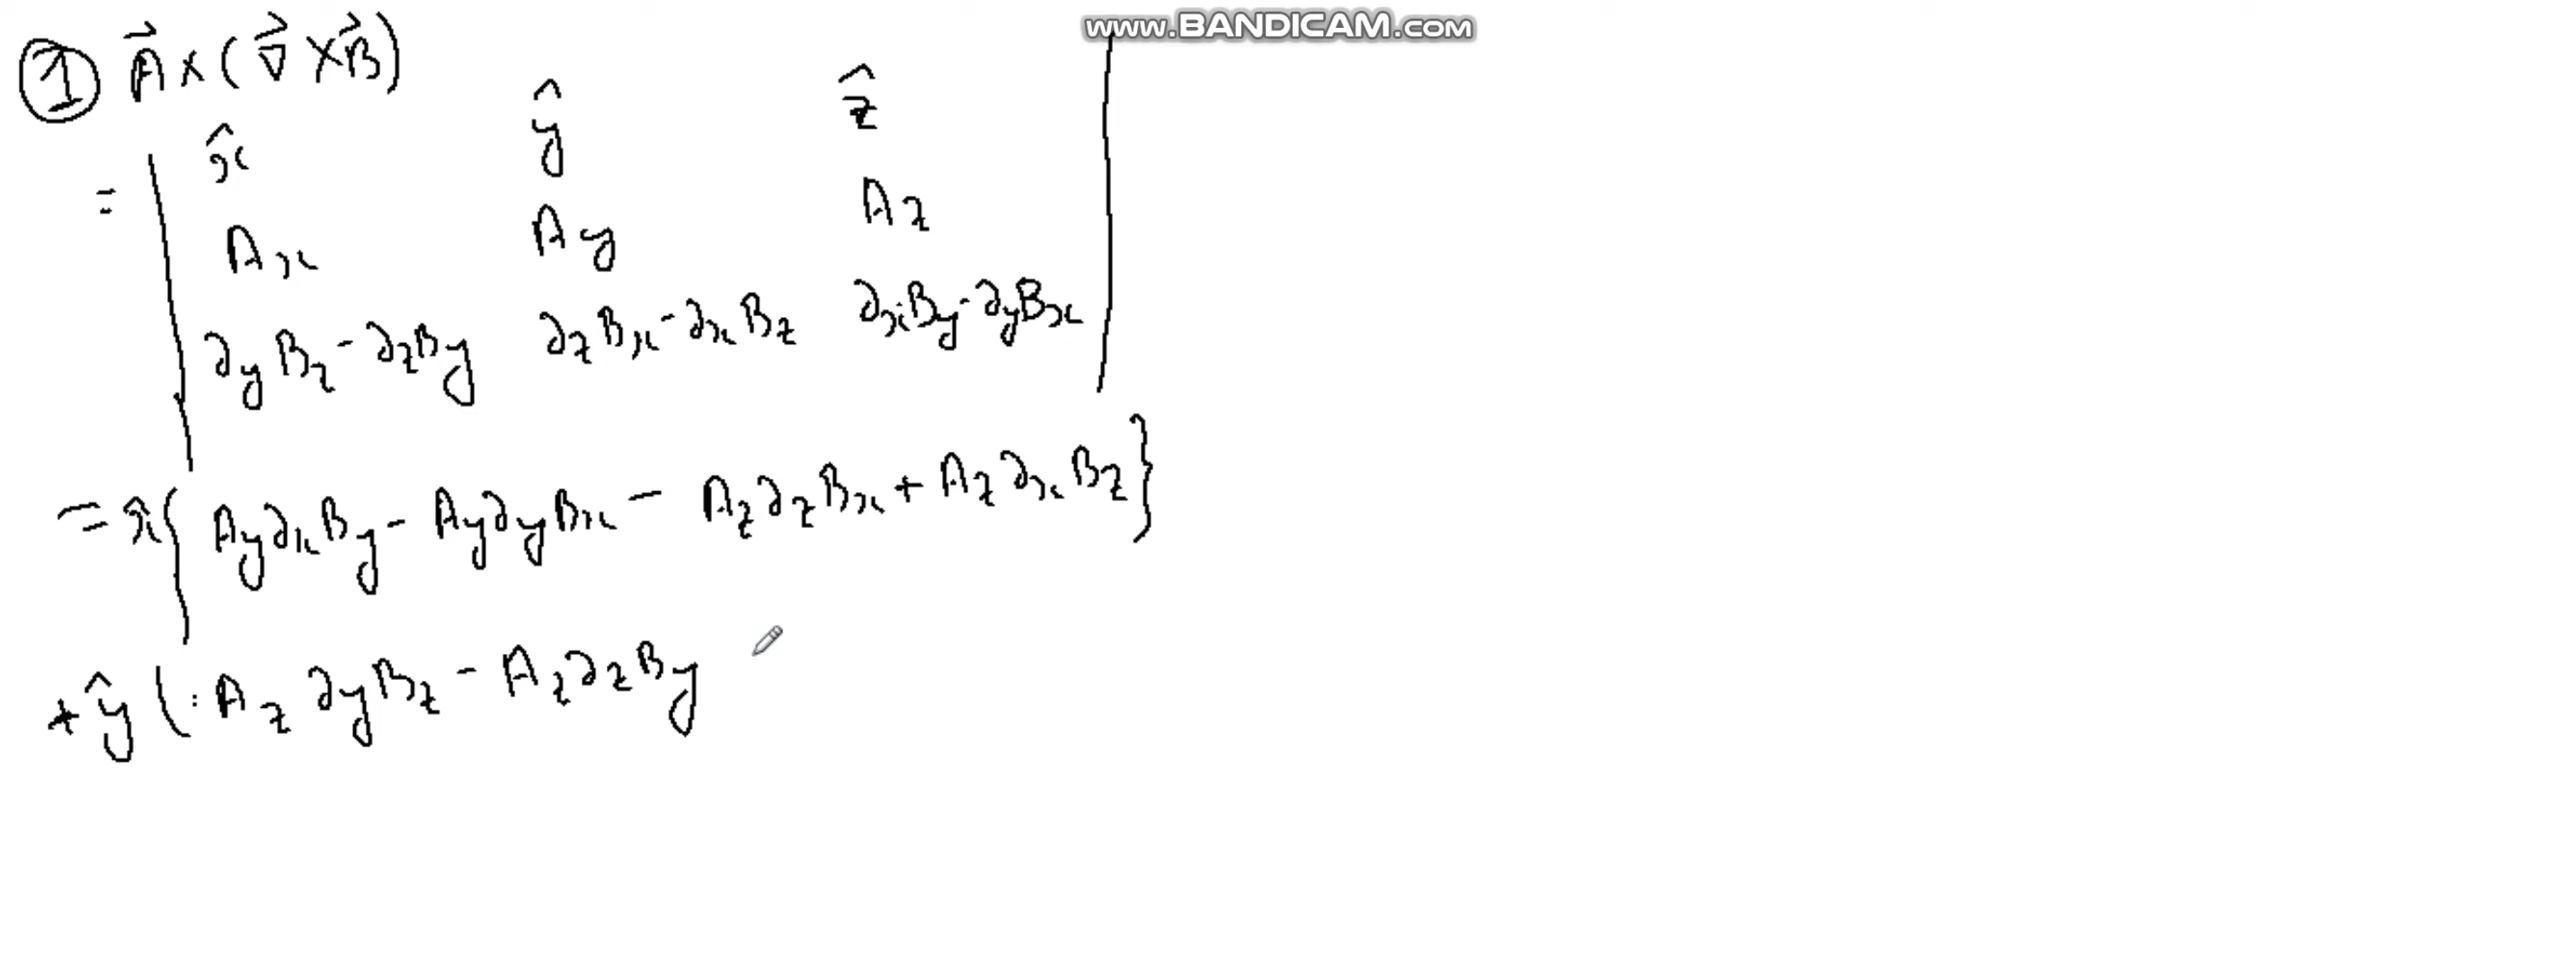 www.BANDICAM.com
① A⃗ × (∇⃗ × B⃗)
= | x̂ ŷ ẑ |
| Ax Ay Az |
| ∂yBz - ∂zBy ∂zBx - ∂xBz ∂xBy - ∂yBx |
= x̂{ Ay∂xBy - Ay∂yBx - Az∂zBx + Az∂xBz }
+ ŷ ( Az ∂yBz - Az∂zBy